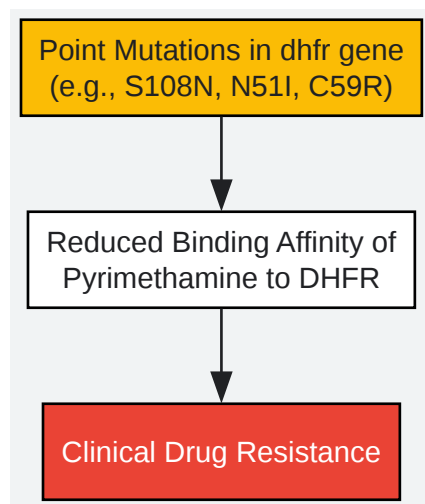 Point Mutations in dhfr gene
(e.g., S108N, N51I, C59R)
Reduced Binding Affinity of
Pyrimethamine to DHFR
Clinical Drug Resistance